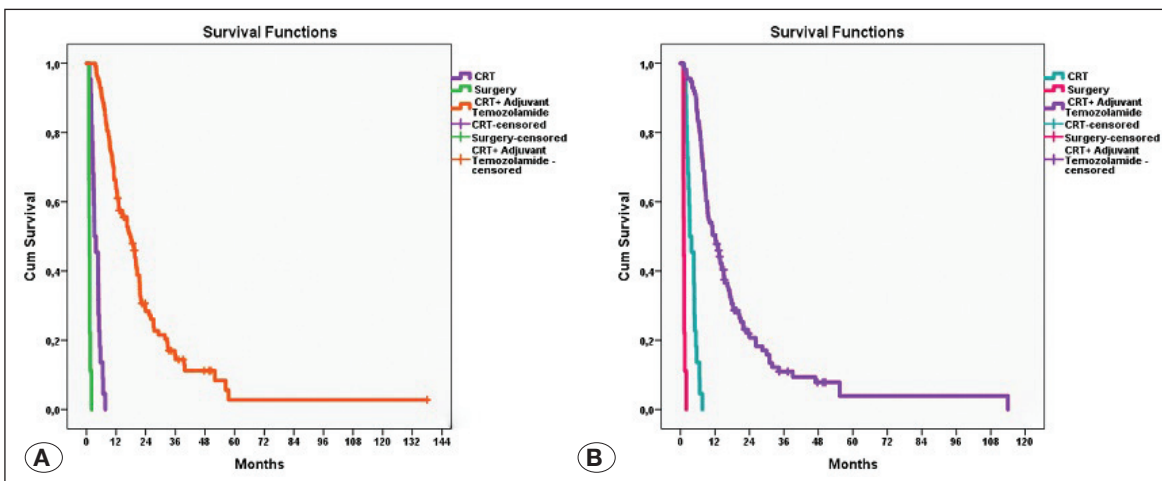 Survival Functions
CRT
Surgery
CRT+ Adjuvant
Temozolamide
CRT-censored
Surgery-censored
CRT+ Adjuvant
Temozolamide -
censored
Cum Survival
1,0
0,8
0,6
0,4
0,2
0,0
0 12 24 36 48 60 72 84 96 108 120 132 144
Months
A
Survival Functions
CRT
Surgery
CRT+ Adjuvant
Temozolamide
CRT-censored
Surgery-censored
CRT+ Adjuvant
Temozolamide -
censored
Cum Survival
1,0
0,8
0,6
0,4
0,2
0,0
0 12 24 36 48 60 72 84 96 108 120
Months
B